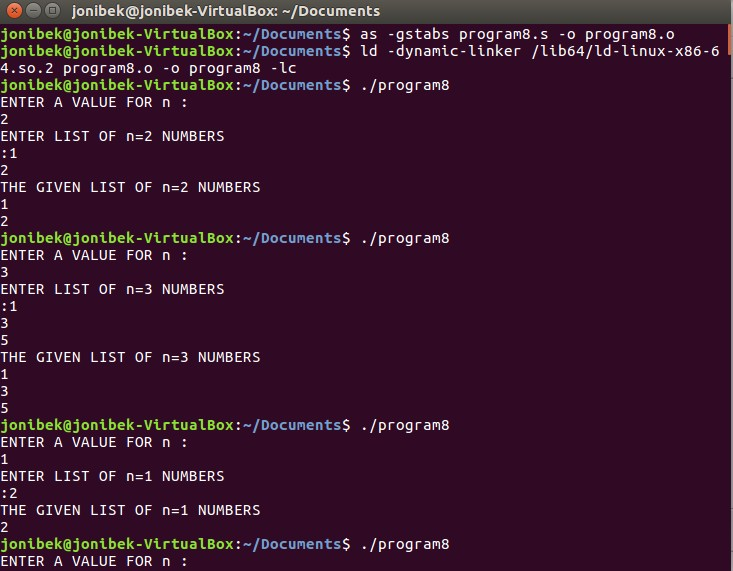 jonibek@jonibek-VirtualBox: ~/Documents
jonibek@jonibek-VirtualBox:~/Documents$ as -gstabs program8.s -o program8.o
jonibek@jonibek-VirtualBox:~/Documents$ ld -dynamic-linker /lib64/ld-linux-x86-6
4.so.2 program8.o -o program8 -lc
jonibek@jonibek-VirtualBox:~/Documents$ ./program8
ENTER A VALUE FOR n :
2
ENTER LIST OF n=2 NUMBERS
:1
2
THE GIVEN LIST OF n=2 NUMBERS
1
2
jonibek@jonibek-VirtualBox:~/Documents$ ./program8
ENTER A VALUE FOR n :
3
ENTER LIST OF n=3 NUMBERS
:1
3
5
THE GIVEN LIST OF n=3 NUMBERS
1
3
5
jonibek@jonibek-VirtualBox:~/Documents$ ./program8
ENTER A VALUE FOR n :
1
ENTER LIST OF n=1 NUMBERS
:2
THE GIVEN LIST OF n=1 NUMBERS
2
jonibek@jonibek-VirtualBox:~/Documents$ ./program8
ENTER A VALUE FOR n :